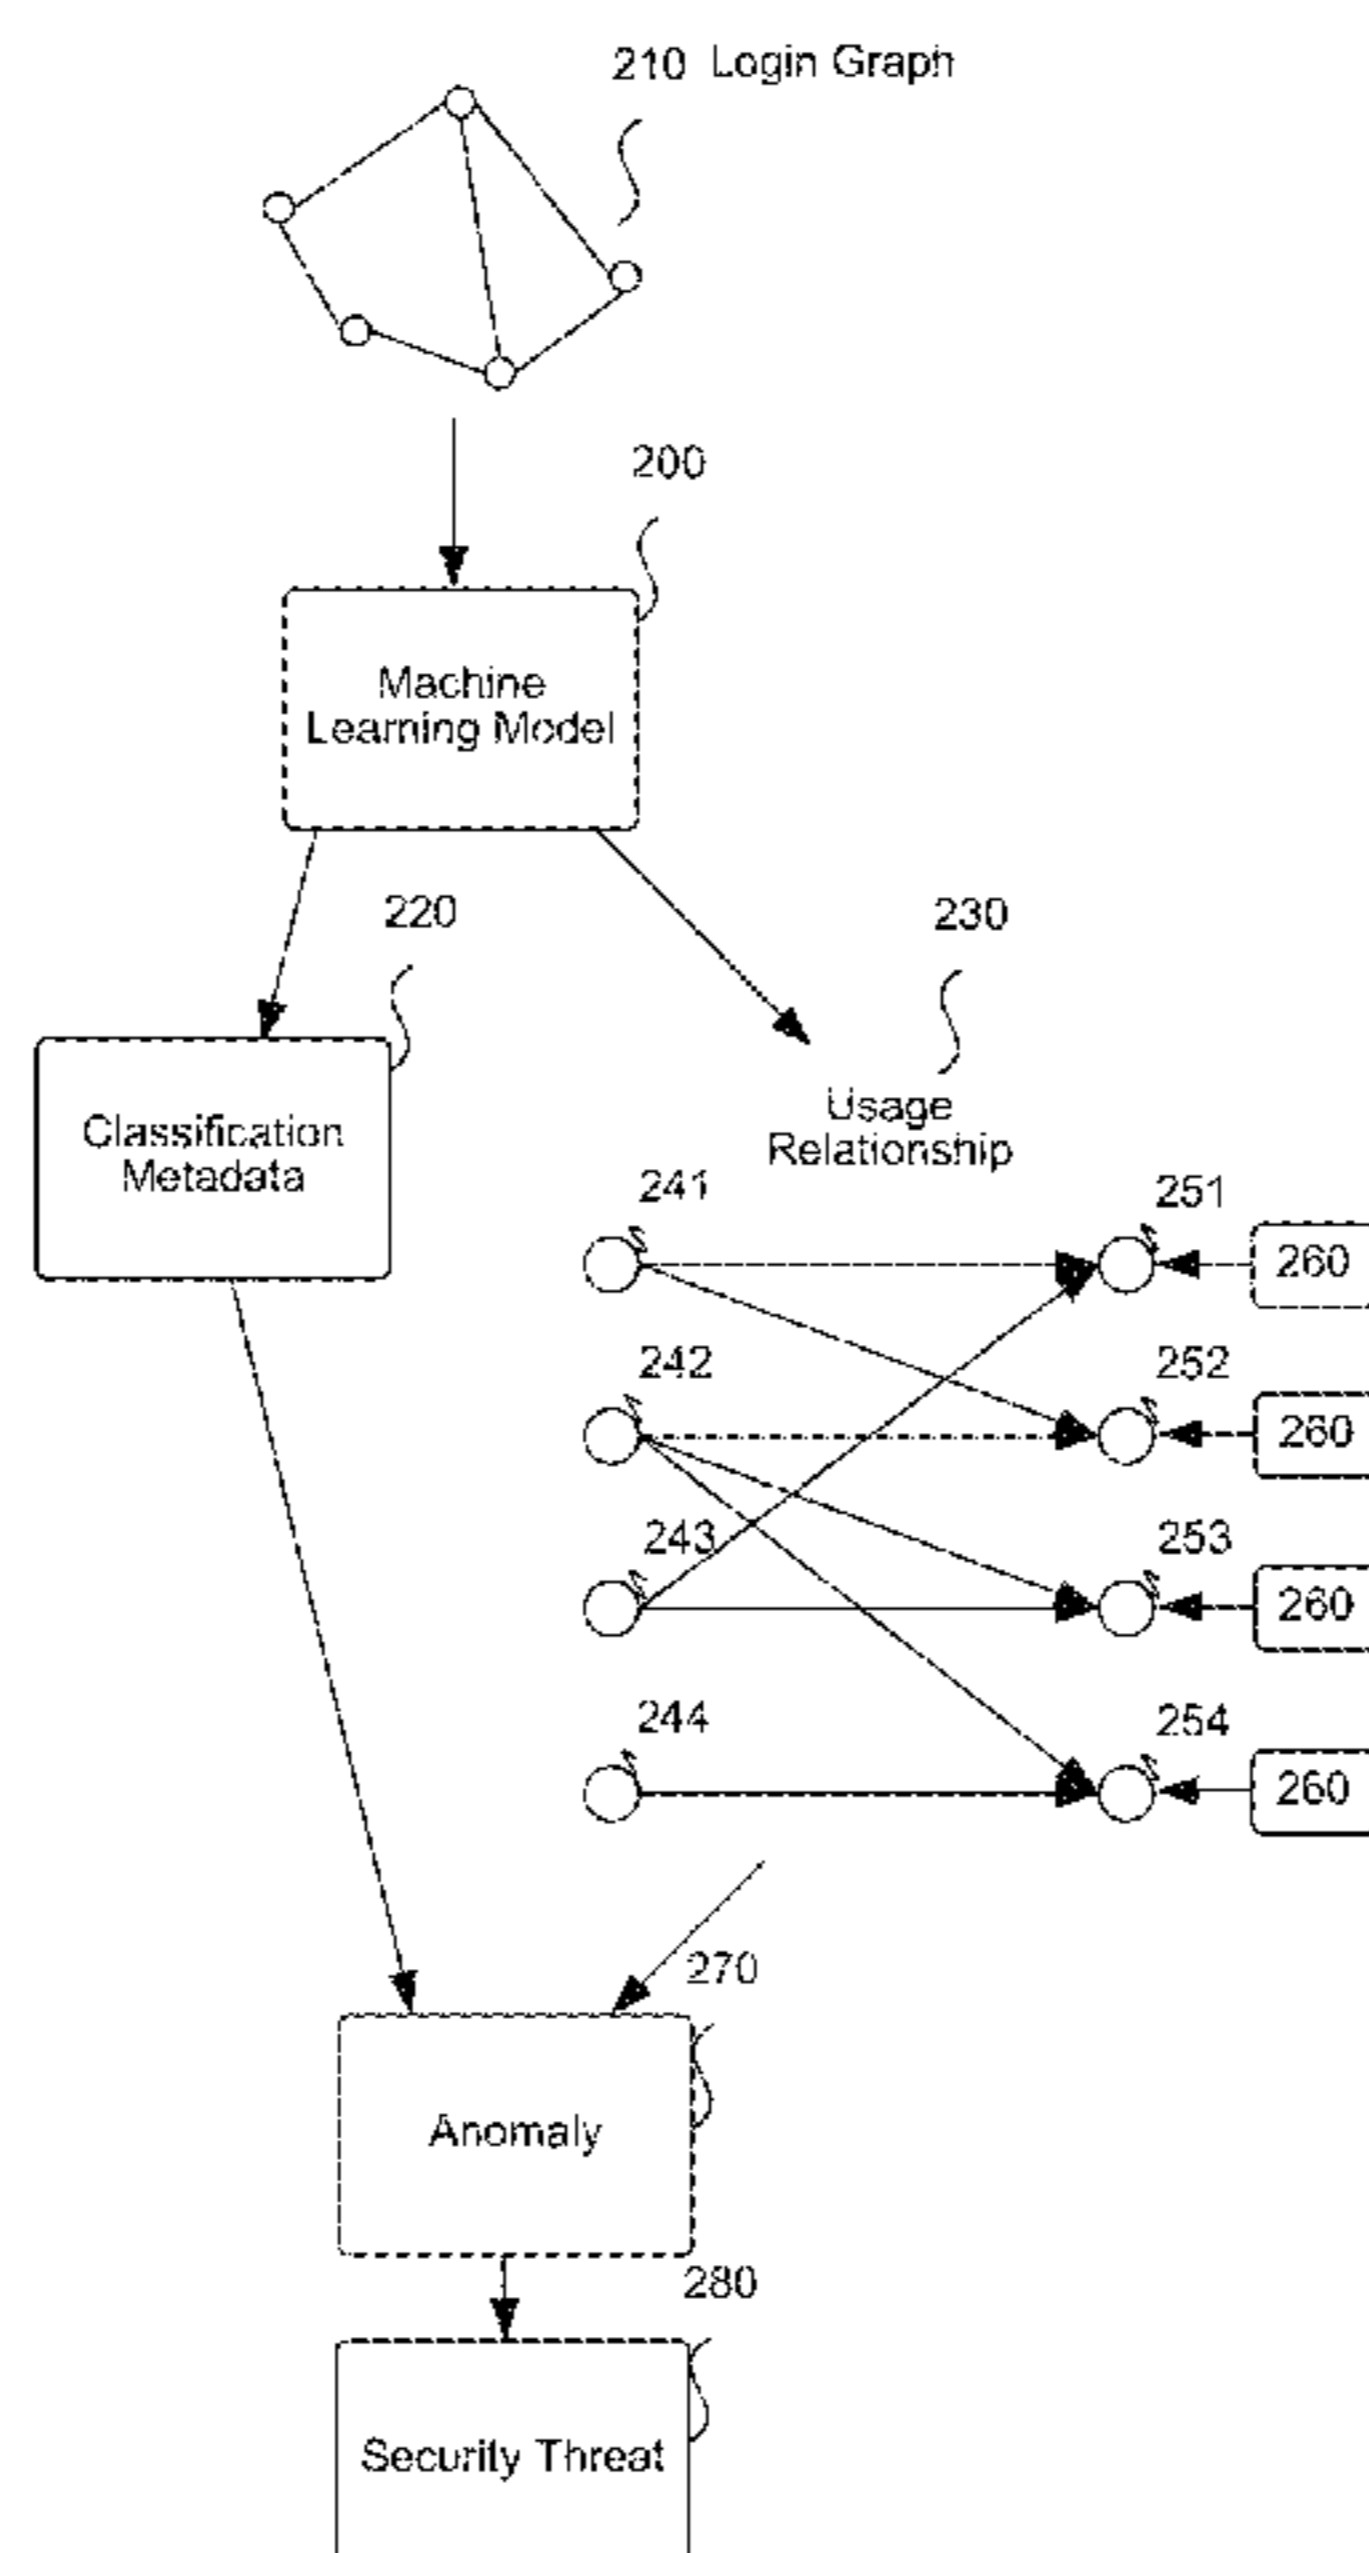 210 Login Graph
200
Machine
Learning Model
220
230
Classification
Metadata
Usage
Relationship
241
251
260
242
252
260
243
253
260
244
254
260
270
Anomaly
280
Security Threat